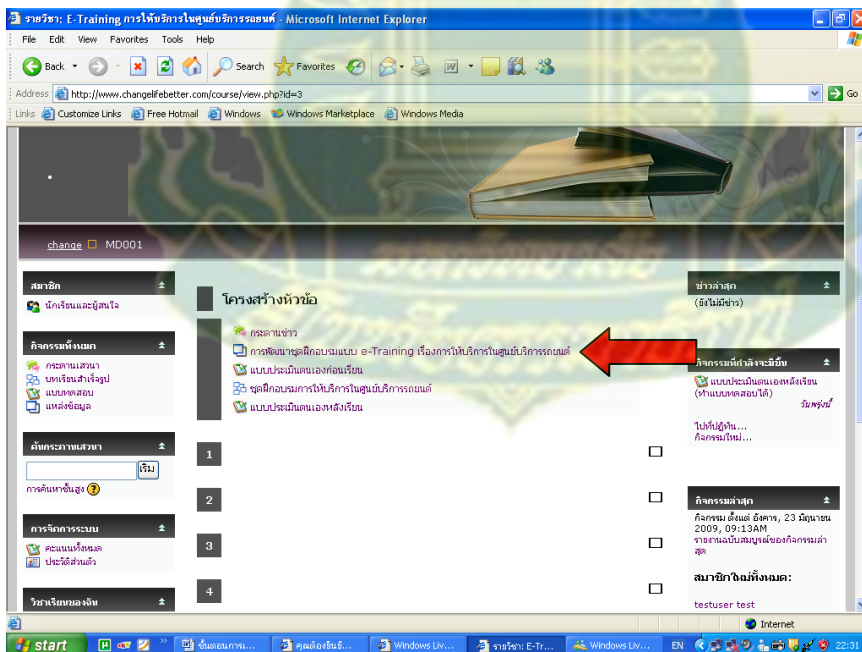 รายวิชา: E-Training การให้บริการในศูนย์บริการรถยนต์ - Microsoft Internet Explorer
File Edit View Favorites Tools Help
Back Search Favorites
Address http://www.changelifebetter.com/course/view.php?id=3 Go
Links Customize Links Free Hotmail Windows Windows Marketplace Windows Media
change MD001
สมาชิก
นักเรียนและผู้สนใจ
กิจกรรมทั้งหมด
กระดานเสวนา
บทเรียนสำเร็จรูป
แบบทดสอบ
แหล่งข้อมูล
ค้นกระดานเสวนา
เริ่ม
การค้นหาขั้นสูง
การจัดการระบบ
คะแนนทั้งหมด
ประวัติส่วนตัว
วิชาเรียนของฉัน
โครงสร้างหัวข้อ
กระดานข่าว
การพัฒนาชุดฝึกอบรมแบบ e-Training เรื่องการให้บริการในศูนย์บริการรถยนต์
แบบประเมินตนเองก่อนเรียน
ชุดฝึกอบรมการให้บริการในศูนย์บริการรถยนต์
แบบประเมินตนเองหลังเรียน
1
2
3
4
ข่าวล่าสุด
(ยังไม่มีข่าว)
กิจกรรมที่กำลังจะมีขึ้น
แบบประเมินตนเองหลังเรียน
(ทำแบบทดสอบได้)
วันพรุ่งนี้
ไปที่ปฏิทิน...
กิจกรรมใหม่...
กิจกรรมล่าสุด
กิจกรรม ตั้งแต่ อังคาร, 23 มิถุนายน
2009, 09:13AM
รายงานฉบับสมบูรณ์ของกิจกรรมล่า
สุด
สมาชิกใหม่ทั้งหมด:
testuser test
Internet
start ขั้นตอนการเ... คุณต้องยินยั... Windows Liv... รายวิชา: E-Tr... Windows Liv... EN 22:31